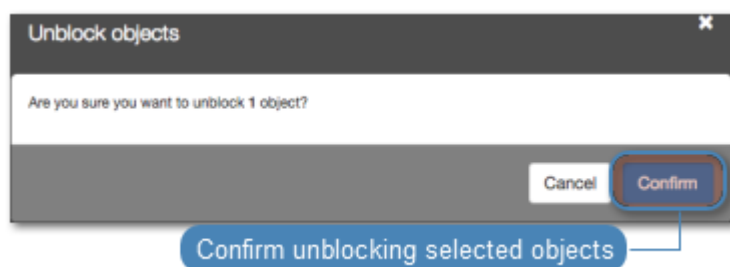 Unblock objects
Are you sure you want to unblock 1 object?
Cancel Confirm
Confirm unblocking selected objects